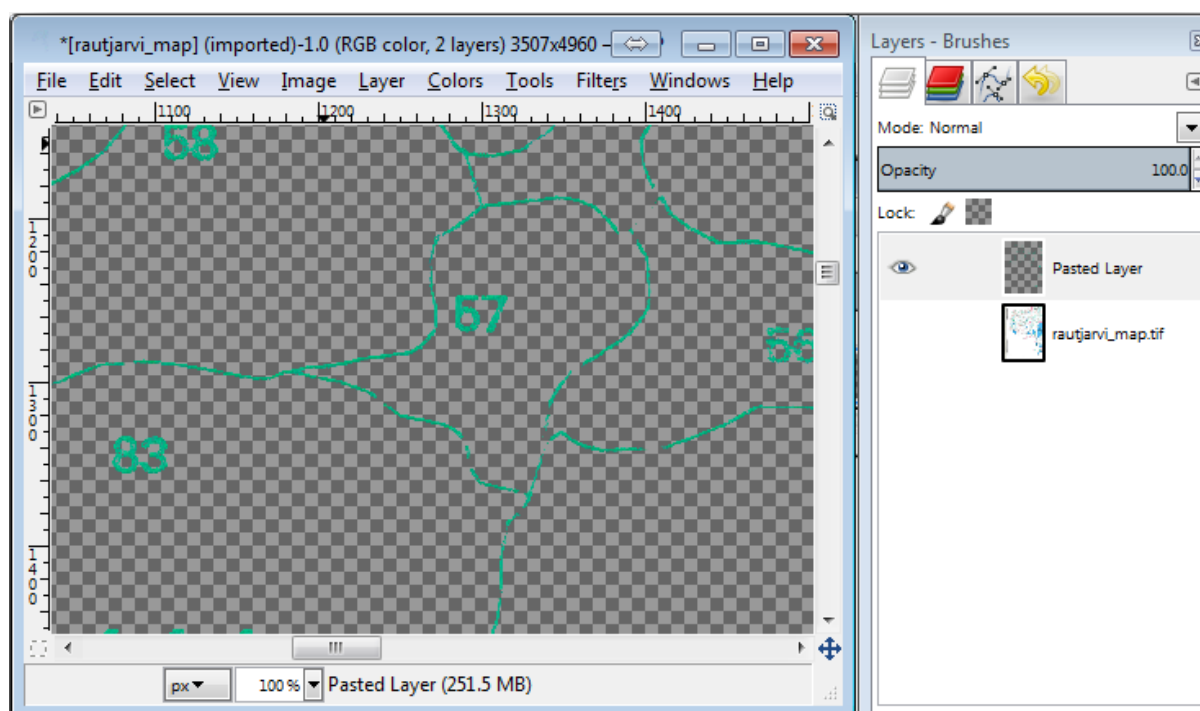 *[rautjarvi_map] (imported)-1.0 (RGB color, 2 layers) 3507x4960 –
File Edit Select View Image Layer Colors Tools Filters Windows Help
1100 1200 1300 1400
58
1200
67
56
1300
83
1400
px 100 % Pasted Layer (251.5 MB)
Layers - Brushes
Mode: Normal
Opacity 100.0
Lock:
Pasted Layer
rautjarvi_map.tif